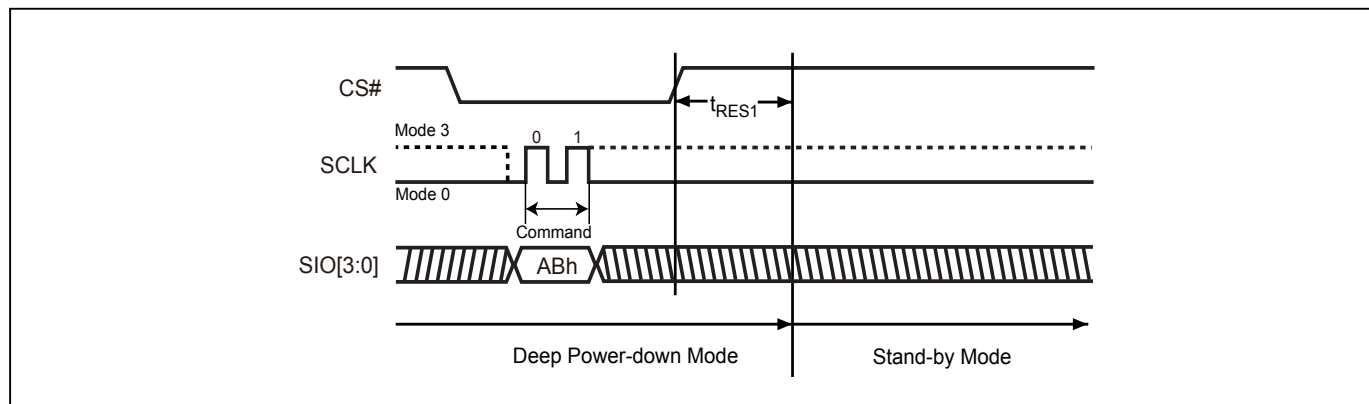 CS#
tRES1
Mode 3
0 1
SCLK
Mode 0
Command
SIO[3:0]
ABh
Deep Power-down Mode
Stand-by Mode